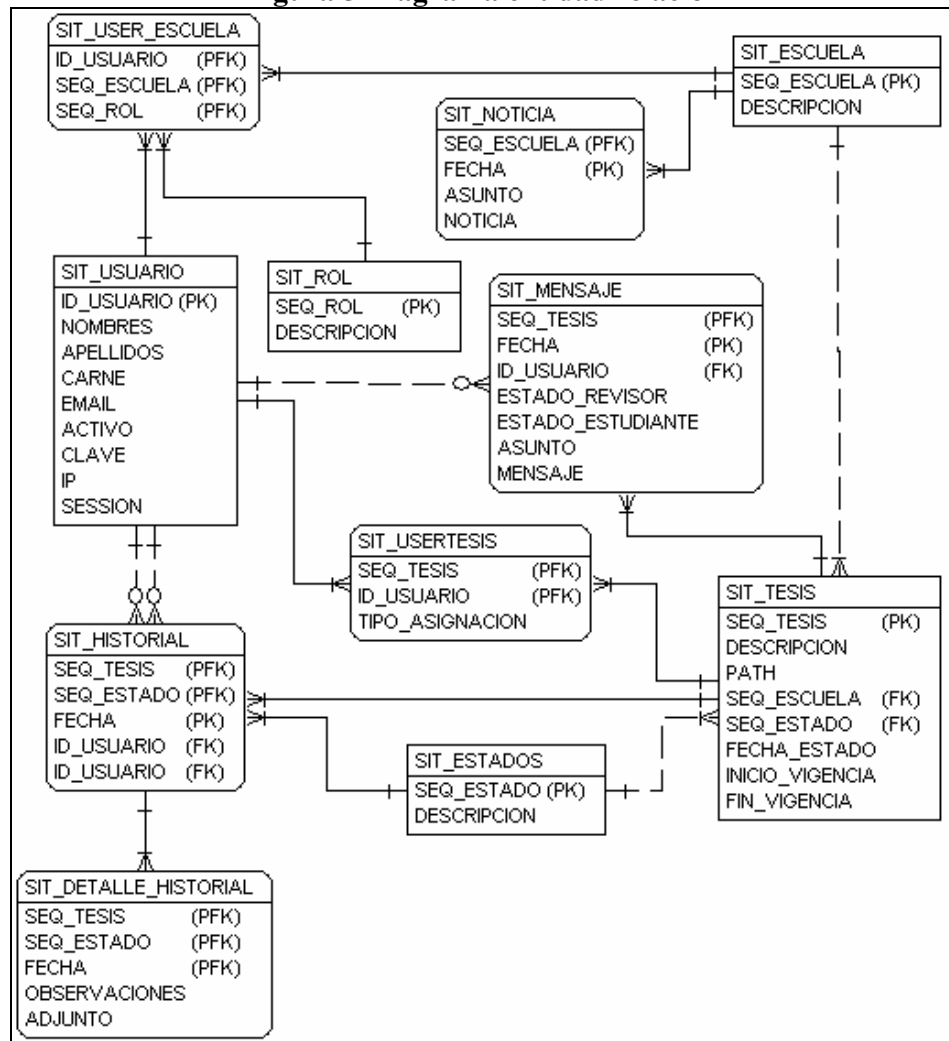 SIT_USER_ESCUELA
ID_USUARIO (PFK)
SEQ_ESCUELA (PFK)
SEQ_ROL (PFK)
SIT_ESCUELA
SEQ_ESCUELA (PK)
DESCRIPCION
SIT_NOTICIA
SEQ_ESCUELA (PFK)
FECHA (PK)
ASUNTO
NOTICIA
SIT_USUARIO
ID_USUARIO (PK)
NOMBRES
APELLIDOS
CARNE
EMAIL
ACTIVO
CLAVE
IP
SESSION
SIT_ROL
SEQ_ROL (PK)
DESCRIPCION
SIT_MENSAJE
SEQ_TESIS (PFK)
FECHA (PK)
ID_USUARIO (FK)
ESTADO_REVISOR
ESTADO_ESTUDIANTE
ASUNTO
MENSAJE
SIT_USERTESIS
SEQ_TESIS (PFK)
ID_USUARIO (PFK)
TIPO_ASIGNACION
SIT_TESIS
SEQ_TESIS (PK)
DESCRIPCION
PATH
SEQ_ESCUELA (FK)
SEQ_ESTADO (FK)
FECHA_ESTADO
INICIO_VIGENCIA
FIN_VIGENCIA
SIT_HISTORIAL
SEQ_TESIS (PFK)
SEQ_ESTADO (PFK)
FECHA (PK)
ID_USUARIO (FK)
ID_USUARIO (FK)
SIT_ESTADOS
SEQ_ESTADO (PK)
DESCRIPCION
SIT_DETALLE_HISTORIAL
SEQ_TESIS (PFK)
SEQ_ESTADO (PFK)
FECHA (PFK)
OBSERVACIONES
ADJUNTO